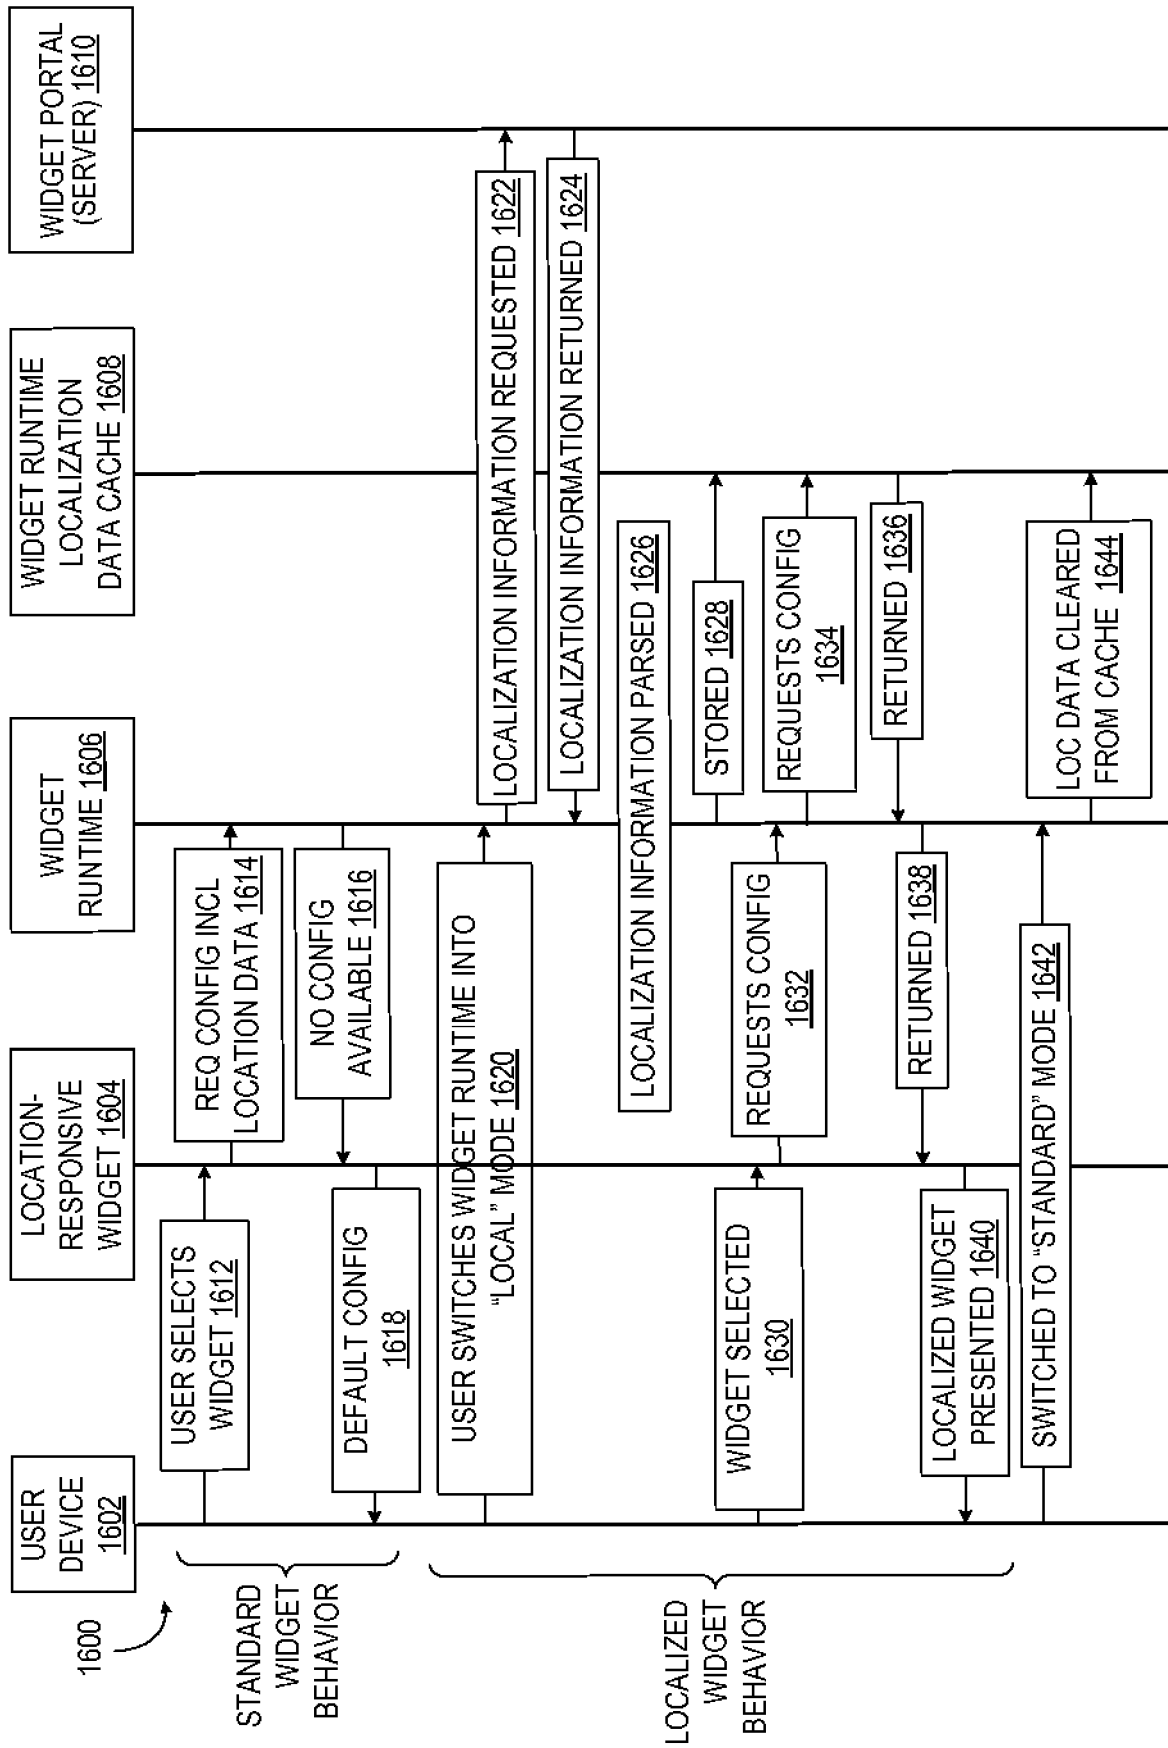 1600
USER
DEVICE
1602
LOCATION-
RESPONSIVE
WIDGET 1604
WIDGET
RUNTIME 1606
WIDGET RUNTIME
LOCALIZATION
DATA CACHE 1608
WIDGET PORTAL
(SERVER) 1610
STANDARD
WIDGET
BEHAVIOR
USER SELECTS
WIDGET 1612
REQ CONFIG INCL
LOCATION DATA 1614
NO CONFIG
AVAILABLE 1616
DEFAULT CONFIG
1618
LOCALIZED
WIDGET
BEHAVIOR
USER SWITCHES WIDGET RUNTIME INTO
“LOCAL” MODE 1620
LOCALIZATION INFORMATION REQUESTED 1622
LOCALIZATION INFORMATION RETURNED 1624
LOCALIZATION INFORMATION PARSED 1626
STORED 1628
WIDGET SELECTED
1630
REQUESTS CONFIG
1632
REQUESTS CONFIG
1634
RETURNED 1636
RETURNED 1638
LOCALIZED WIDGET
PRESENTED 1640
SWITCHED TO “STANDARD” MODE 1642
LOC DATA CLEARED
FROM CACHE 1644